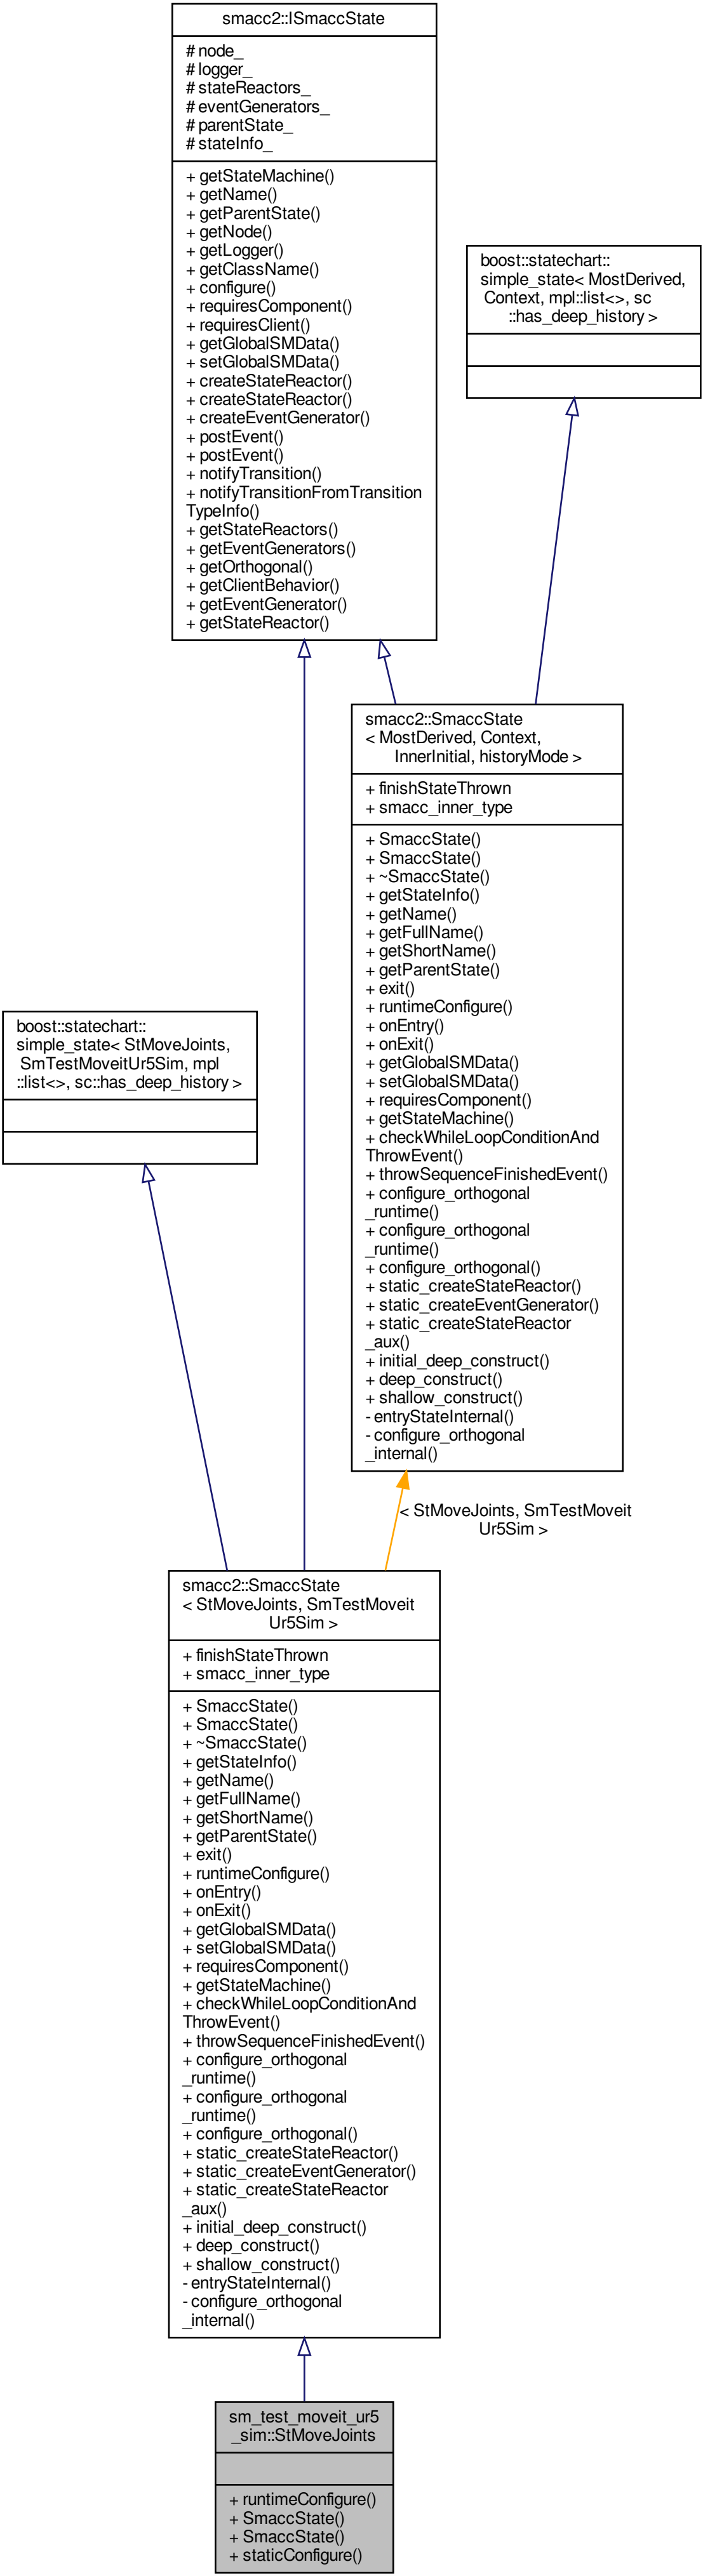 smacc2::ISmaccState
# node_
# logger_
# stateReactors_
# eventGenerators_
# parentState_
# stateInfo_
+ getStateMachine()
+ getName()
+ getParentState()
+ getNode()
+ getLogger()
+ getClassName()
+ configure()
+ requiresComponent()
+ requiresClient()
+ getGlobalSMData()
+ setGlobalSMData()
+ createStateReactor()
+ createStateReactor()
+ createEventGenerator()
+ postEvent()
+ postEvent()
+ notifyTransition()
+ notifyTransitionFromTransition
TypeInfo()
+ getStateReactors()
+ getEventGenerators()
+ getOrthogonal()
+ getClientBehavior()
+ getEventGenerator()
+ getStateReactor()
boost::statechart::
simple_state< MostDerived,
Context, mpl::list<>, sc
::has_deep_history >
smacc2::SmaccState
< MostDerived, Context,
InnerInitial, historyMode >
+ finishStateThrown
+ smacc_inner_type
+ SmaccState()
+ SmaccState()
+ ~SmaccState()
+ getStateInfo()
+ getName()
+ getFullName()
+ getShortName()
+ getParentState()
+ exit()
+ runtimeConfigure()
+ onEntry()
+ onExit()
+ getGlobalSMData()
+ setGlobalSMData()
+ requiresComponent()
+ getStateMachine()
+ checkWhileLoopConditionAnd
ThrowEvent()
+ throwSequenceFinishedEvent()
+ configure_orthogonal
_runtime()
+ configure_orthogonal
_runtime()
+ configure_orthogonal()
+ static_createStateReactor()
+ static_createEventGenerator()
+ static_createStateReactor
_aux()
+ initial_deep_construct()
+ deep_construct()
+ shallow_construct()
- entryStateInternal()
- configure_orthogonal
_internal()
boost::statechart::
simple_state< StMoveJoints,
SmTestMoveitUr5Sim, mpl
::list<>, sc::has_deep_history >
< StMoveJoints, SmTestMoveit
Ur5Sim >
smacc2::SmaccState
< StMoveJoints, SmTestMoveit
Ur5Sim >
+ finishStateThrown
+ smacc_inner_type
+ SmaccState()
+ SmaccState()
+ ~SmaccState()
+ getStateInfo()
+ getName()
+ getFullName()
+ getShortName()
+ getParentState()
+ exit()
+ runtimeConfigure()
+ onEntry()
+ onExit()
+ getGlobalSMData()
+ setGlobalSMData()
+ requiresComponent()
+ getStateMachine()
+ checkWhileLoopConditionAnd
ThrowEvent()
+ throwSequenceFinishedEvent()
+ configure_orthogonal
_runtime()
+ configure_orthogonal
_runtime()
+ configure_orthogonal()
+ static_createStateReactor()
+ static_createEventGenerator()
+ static_createStateReactor
_aux()
+ initial_deep_construct()
+ deep_construct()
+ shallow_construct()
- entryStateInternal()
- configure_orthogonal
_internal()
sm_test_moveit_ur5
_sim::StMoveJoints
+ runtimeConfigure()
+ SmaccState()
+ SmaccState()
+ staticConfigure()